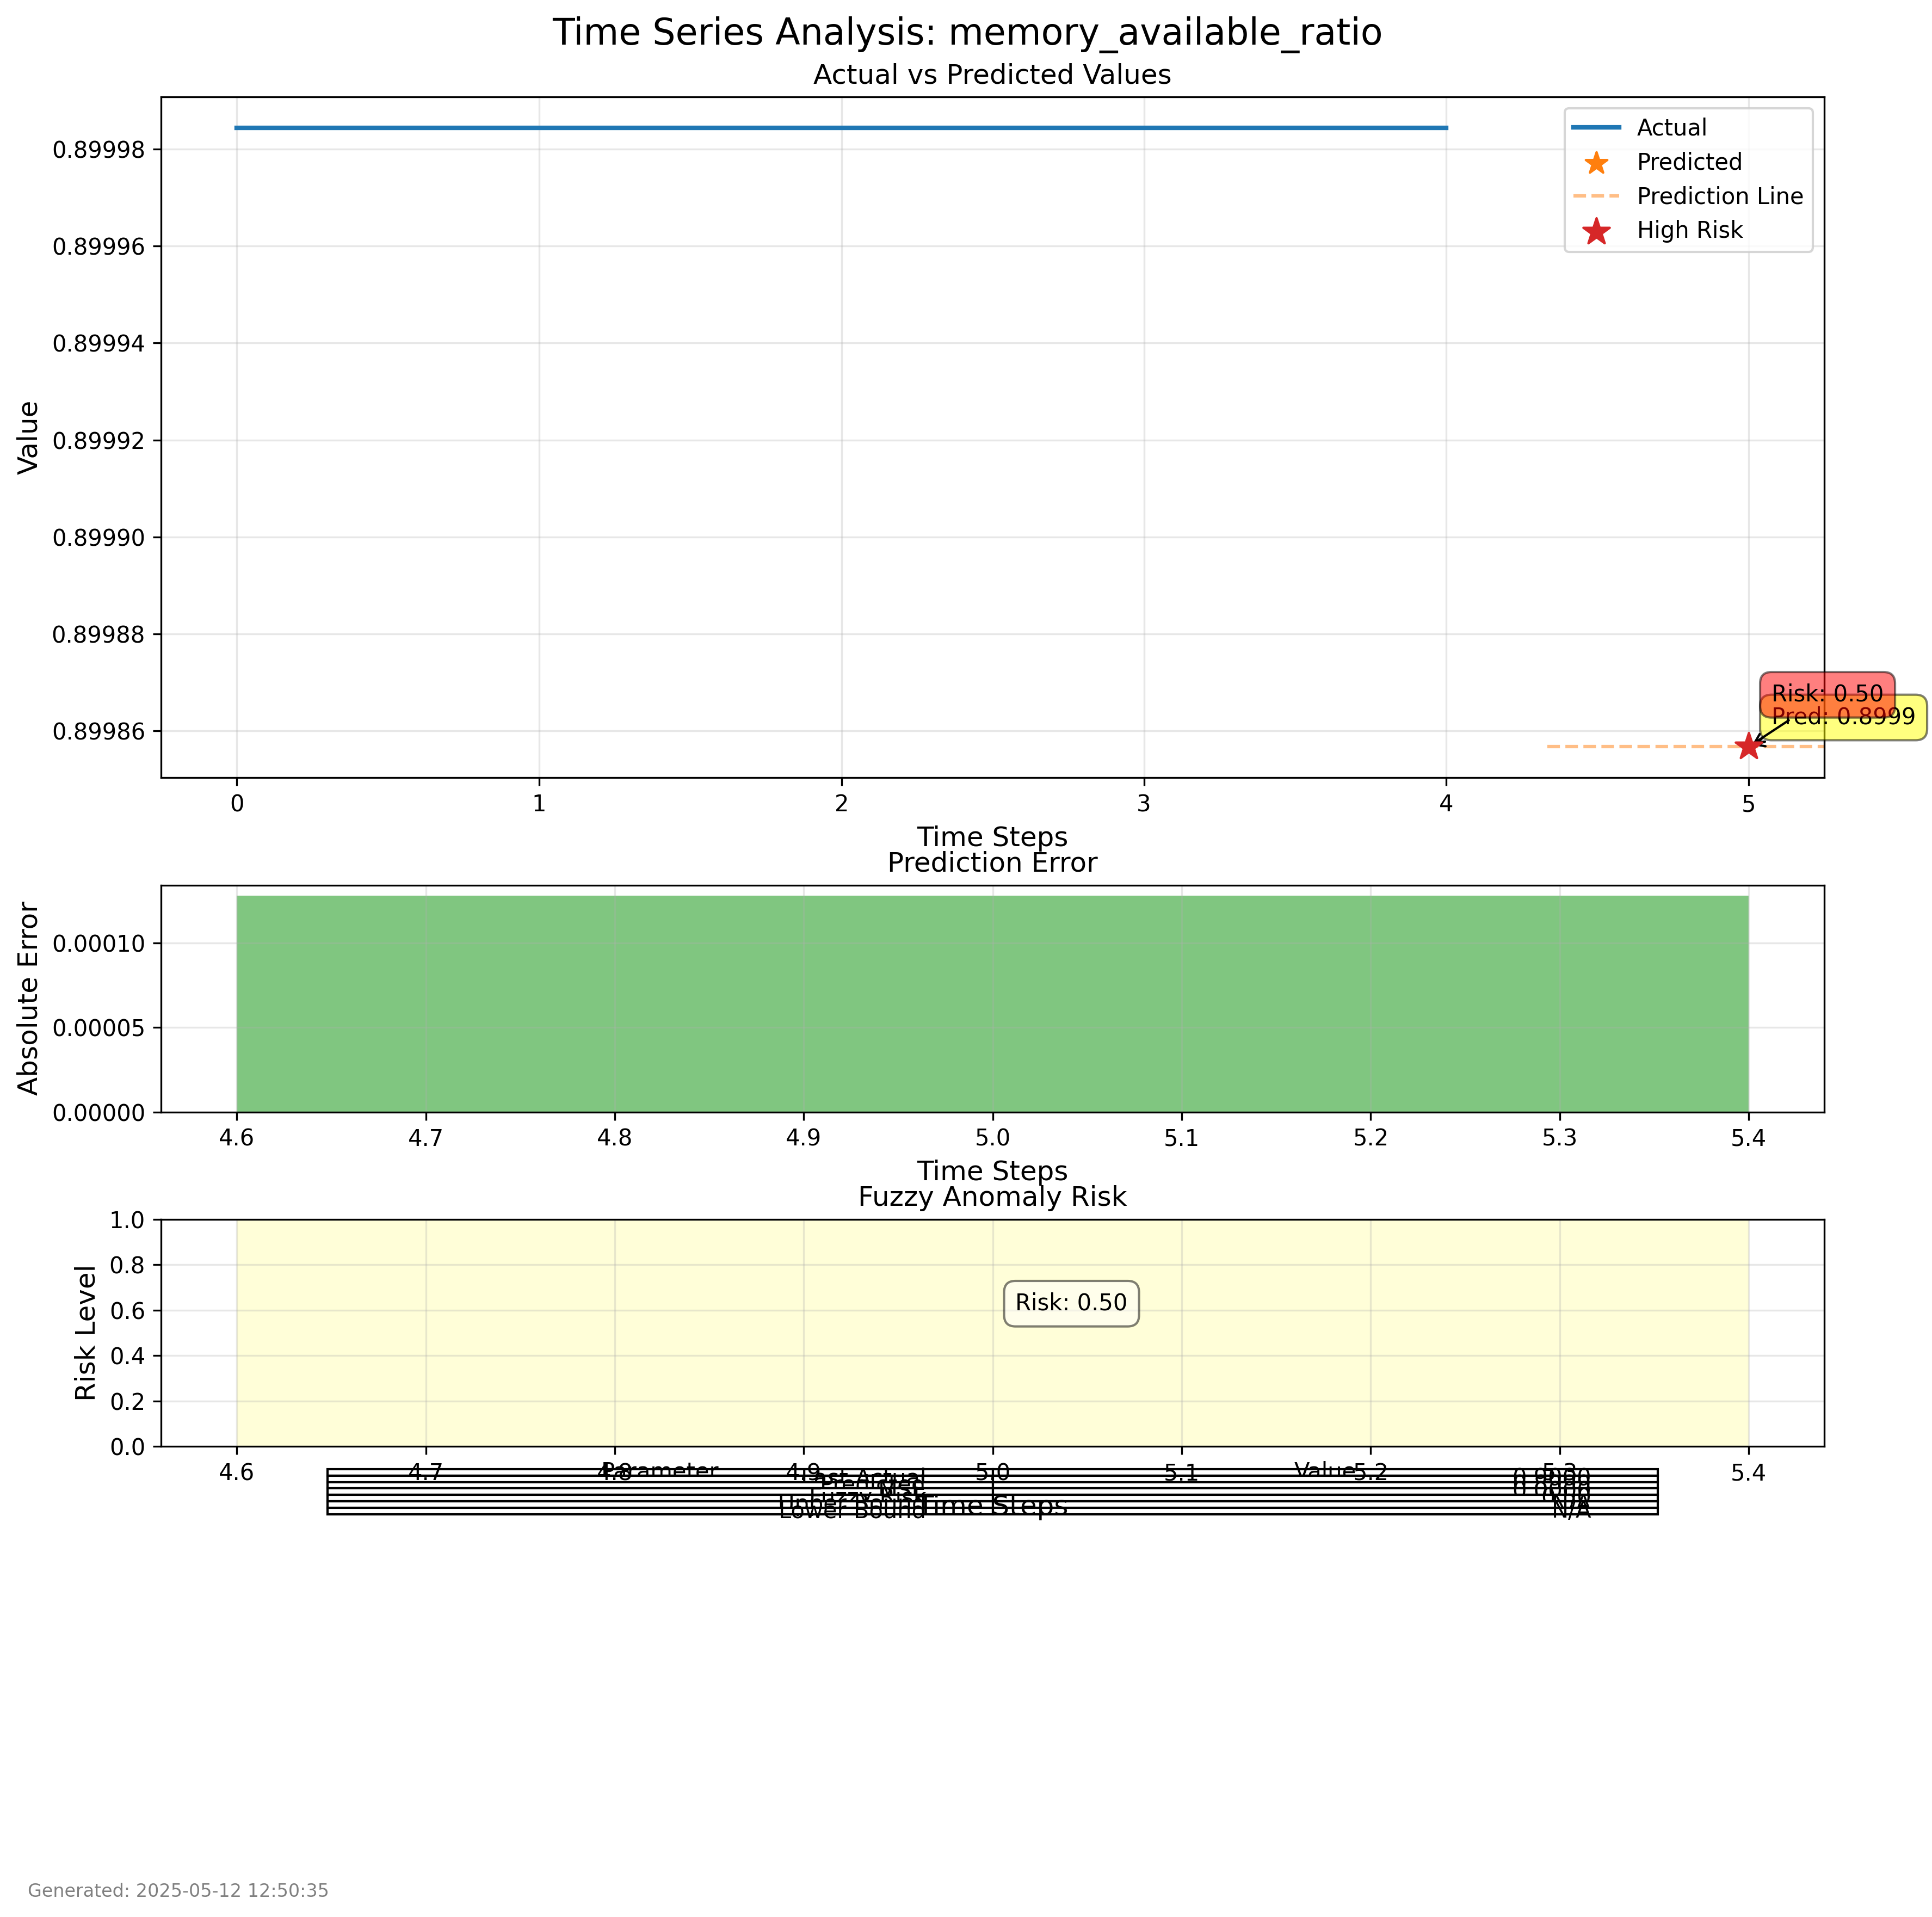 Time Series Analysis: memory_available_ratio
Actual vs Predicted Values
Actual
Predicted
Prediction Line
High Risk
0.89998
0.89996
0.89994
0.89992
0.89990
0.89988
0.89986
Value
Risk: 0.50
Pred: 0.8999
0 1 2 3 4 5
Time Steps
Prediction Error
0.00010
0.00005
0.00000
Absolute Error
4.6 4.7 4.8 4.9 5.0 5.1 5.2 5.3 5.4
Time Steps
Fuzzy Anomaly Risk
1.0
0.8
0.6
0.4
0.2
0.0
Risk Level
Risk: 0.50
4.6 4.7 4.8 4.9 5.0 5.1 5.2 5.3 5.4
Parameter Value
Last Actual
Predicted
Fuzzy Risk
Upper Bound
Lower Bound N/A
Time Steps
Generated: 2025-05-12 12:50:35